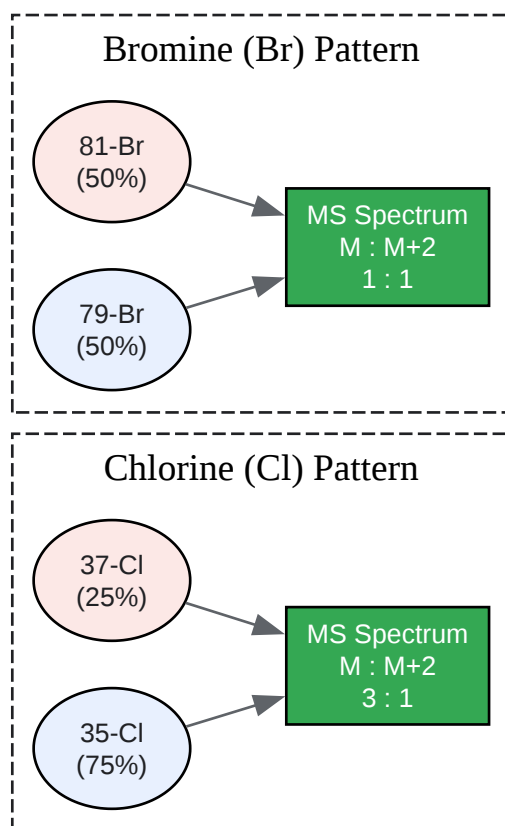 Bromine (Br) Pattern
81-Br
(50%)
MS Spectrum
M : M+2
1 : 1
79-Br
(50%)
Chlorine (Cl) Pattern
37-Cl
(25%)
MS Spectrum
M : M+2
3 : 1
35-Cl
(75%)